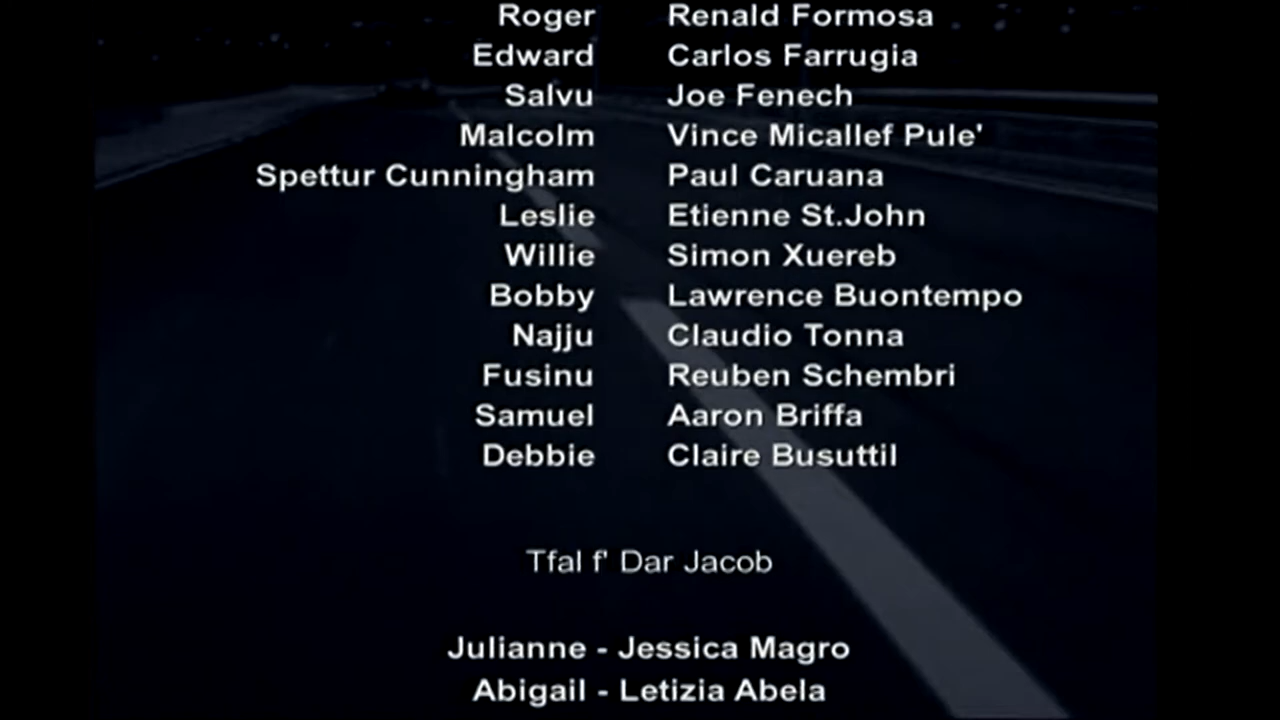 Roger Renald Formosa
Edward Carlos Farrugia
Salvu Joe Fenech
Malcolm Vince Micallef Pule'
Spettur Cunningham Paul Caruana
Leslie Etienne St.John
Willie Simon Xuereb
Bobby Lawrence Buontempo
Najju Claudio Tonna
Fusinu Reuben Schembri
Samuel Aaron Briffa
Debbie Claire Busuttil
Tfal f' Dar Jacob
Julianne - Jessica Magro
Abigail - Letizia Abela